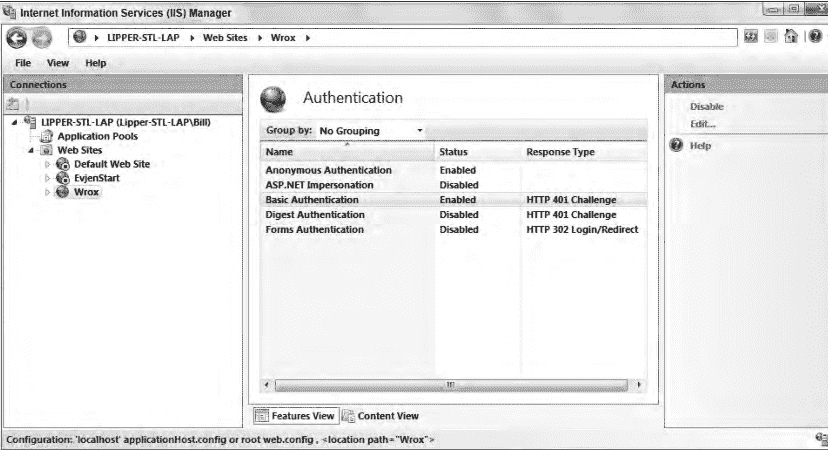 Internet Information Services (IIS) Manager
LIPPER-STL-LAP Web Sites Wrox
File View Help
Connections
LIPPER-STL-LAP (Lipper-STL-LAP\Bill)
Application Pools
Web Sites
Default Web Site
EvjenStart
Wrox
Authentication
Group by: No Grouping
Name Status Response Type
Anonymous Authentication Enabled
ASP.NET Impersonation Disabled
Basic Authentication Enabled HTTP 401 Challenge
Digest Authentication Disabled HTTP 401 Challenge
Forms Authentication Disabled HTTP 302 Login/Redirect
Features View Content View
Actions
Disable
Edit...
Help
Configuration: 'localhost' applicationHost.config or root web.config , <location path="Wrox">